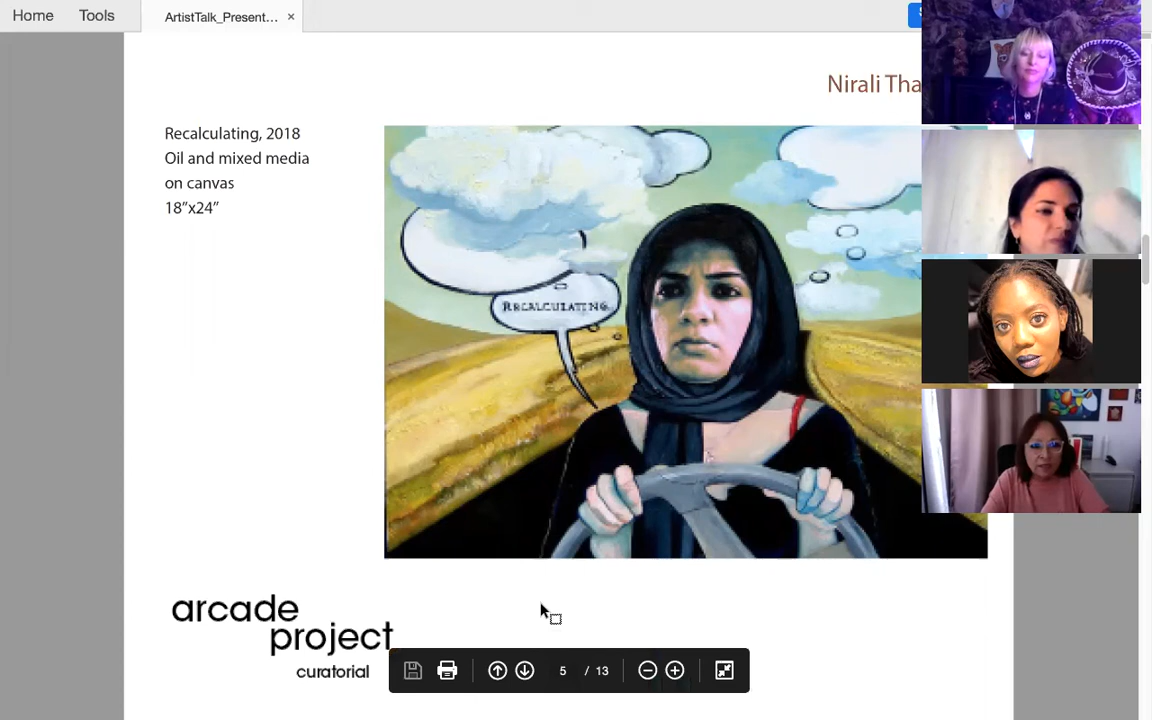 Home Tools ArtistTalk_Present... ×
Nirali Tha
Recalculating, 2018
Oil and mixed media
on canvas
18”x24”
RECALCULATING
arcade
project
curatorial
5 / 13